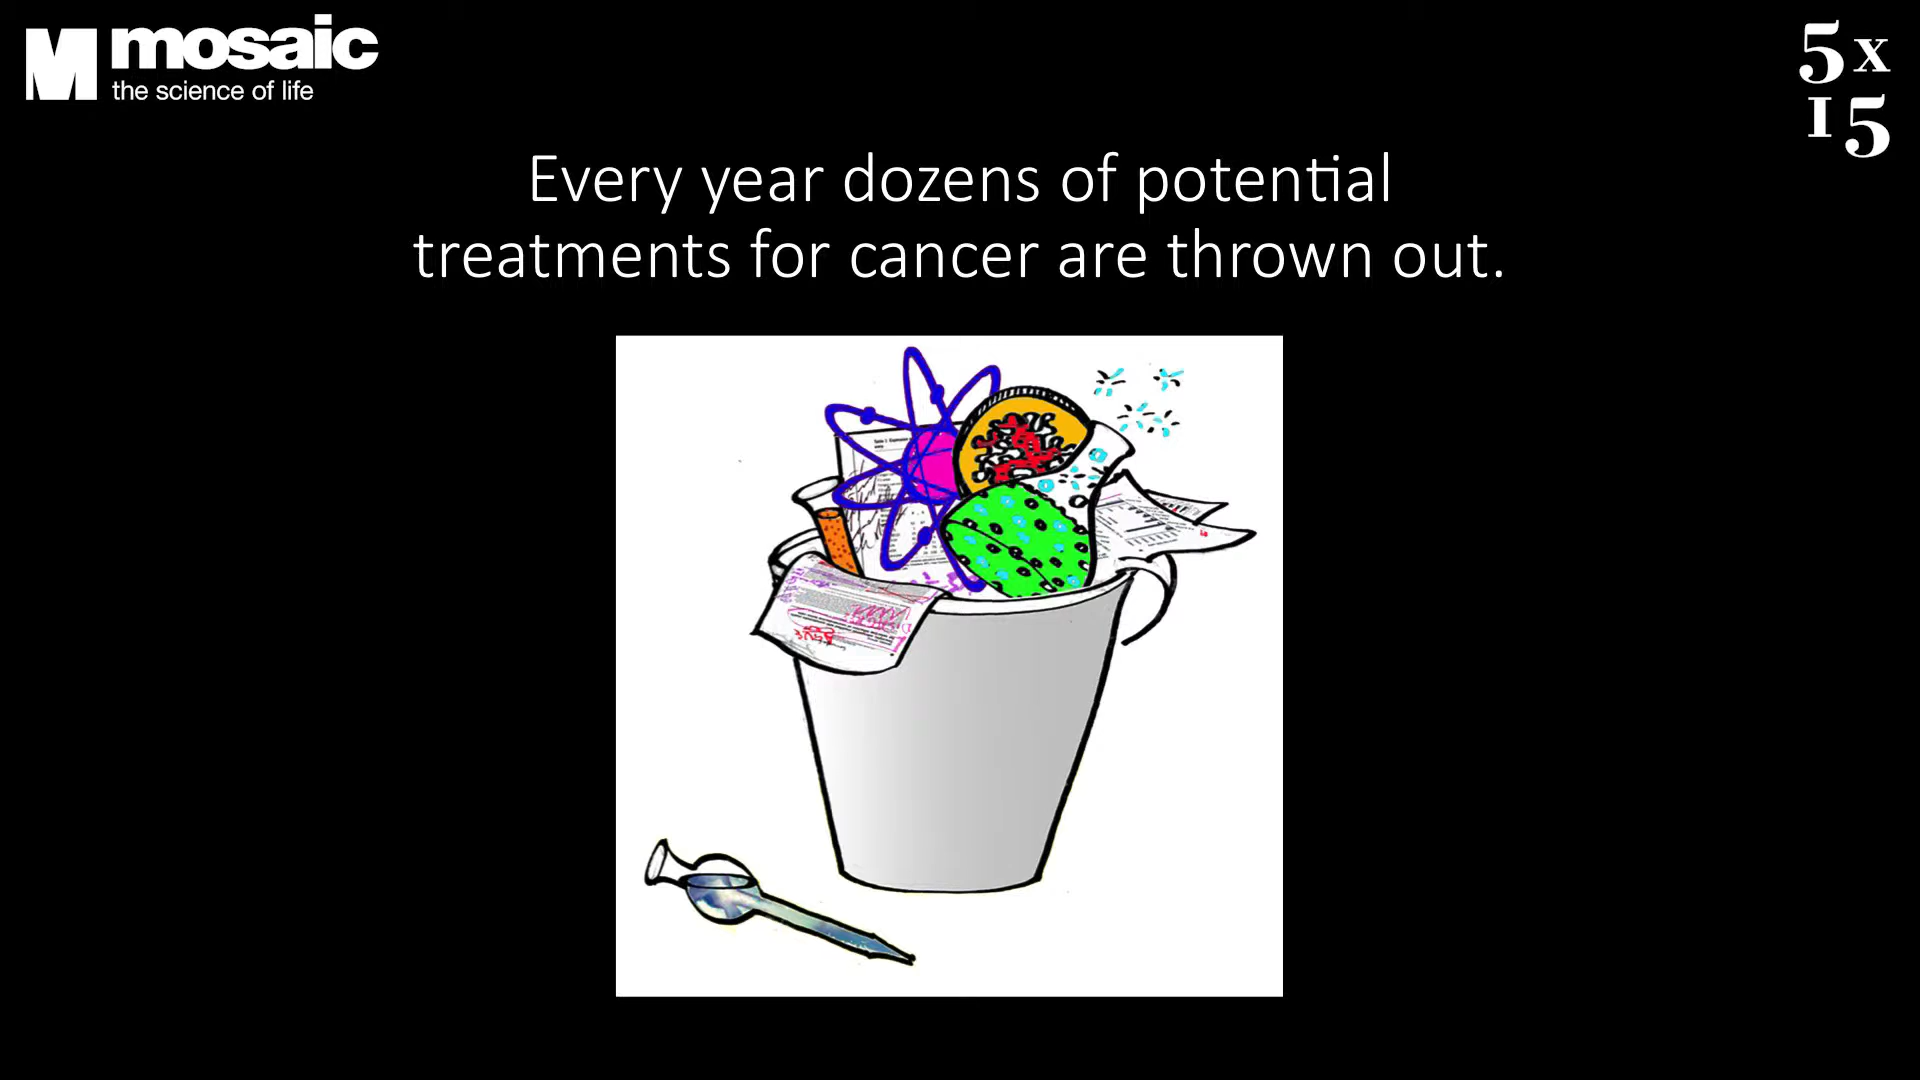 mosaic
the science of life
5x
15
Every year dozens of potential
treatments for cancer are thrown out.